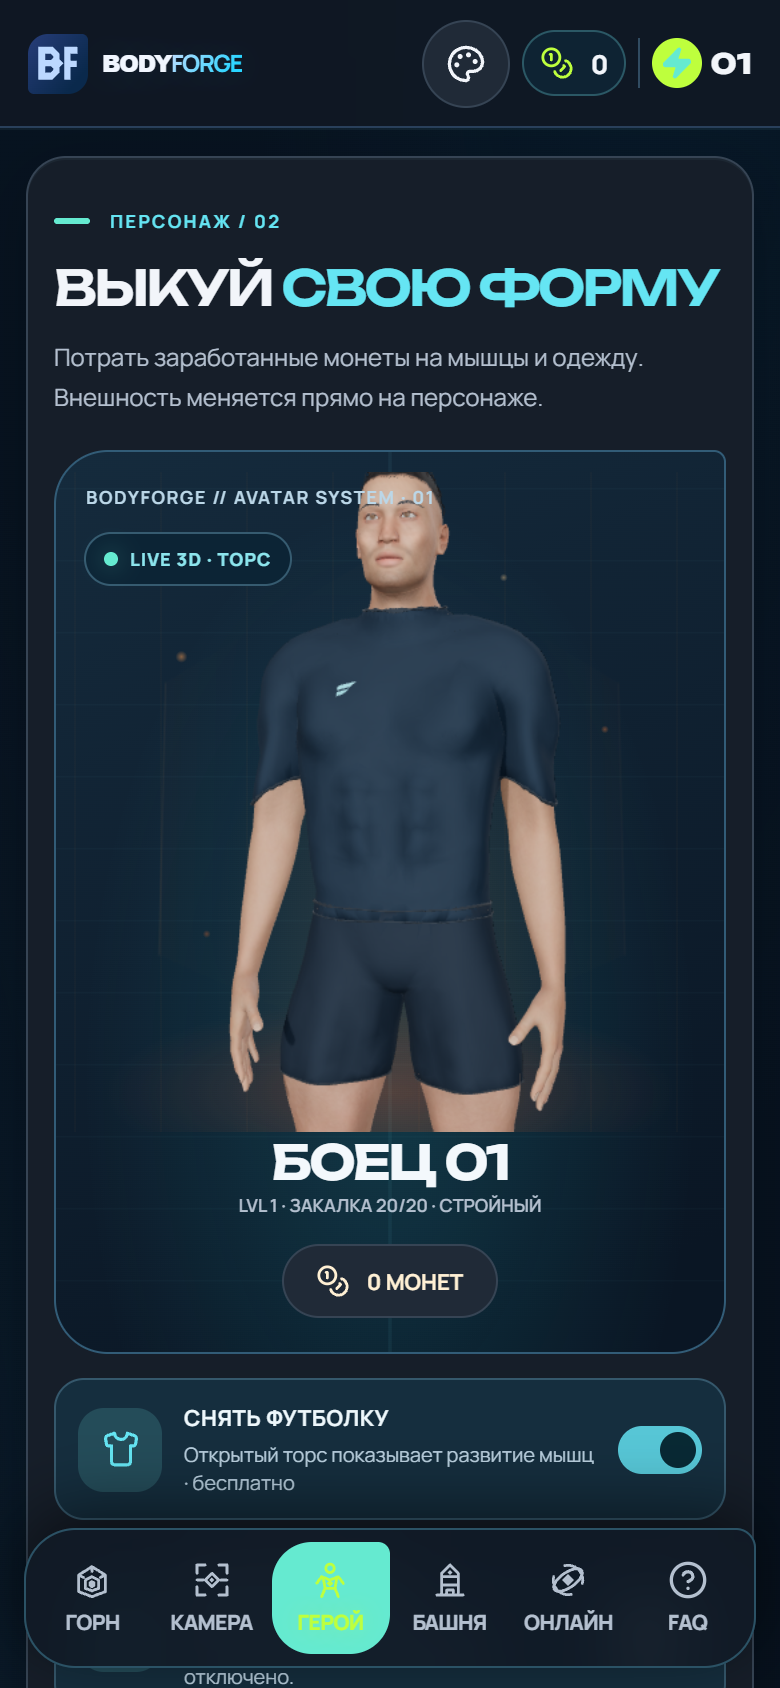 BF BODYFORGE
0
01
ПЕРСОНАЖ / 02
ВЫКУЙ СВОЮ ФОРМУ
Потрать заработанные монеты на мышцы и одежду.
Внешность меняется прямо на персонаже.
BODYFORGE // AVATAR SYSTEM · 01
LIVE 3D · ТОРС
БОЕЦ 01
LVL 1 · ЗАКАЛКА 20/20 · СТРОЙНЫЙ
0 МОНЕТ
СНЯТЬ ФУТБОЛКУ
Открытый торс показывает развитие мышц
· бесплатно
ГОРН
КАМЕРА
ГЕРОЙ
БАШНЯ
ОНЛАЙН
FAQ
отключено.